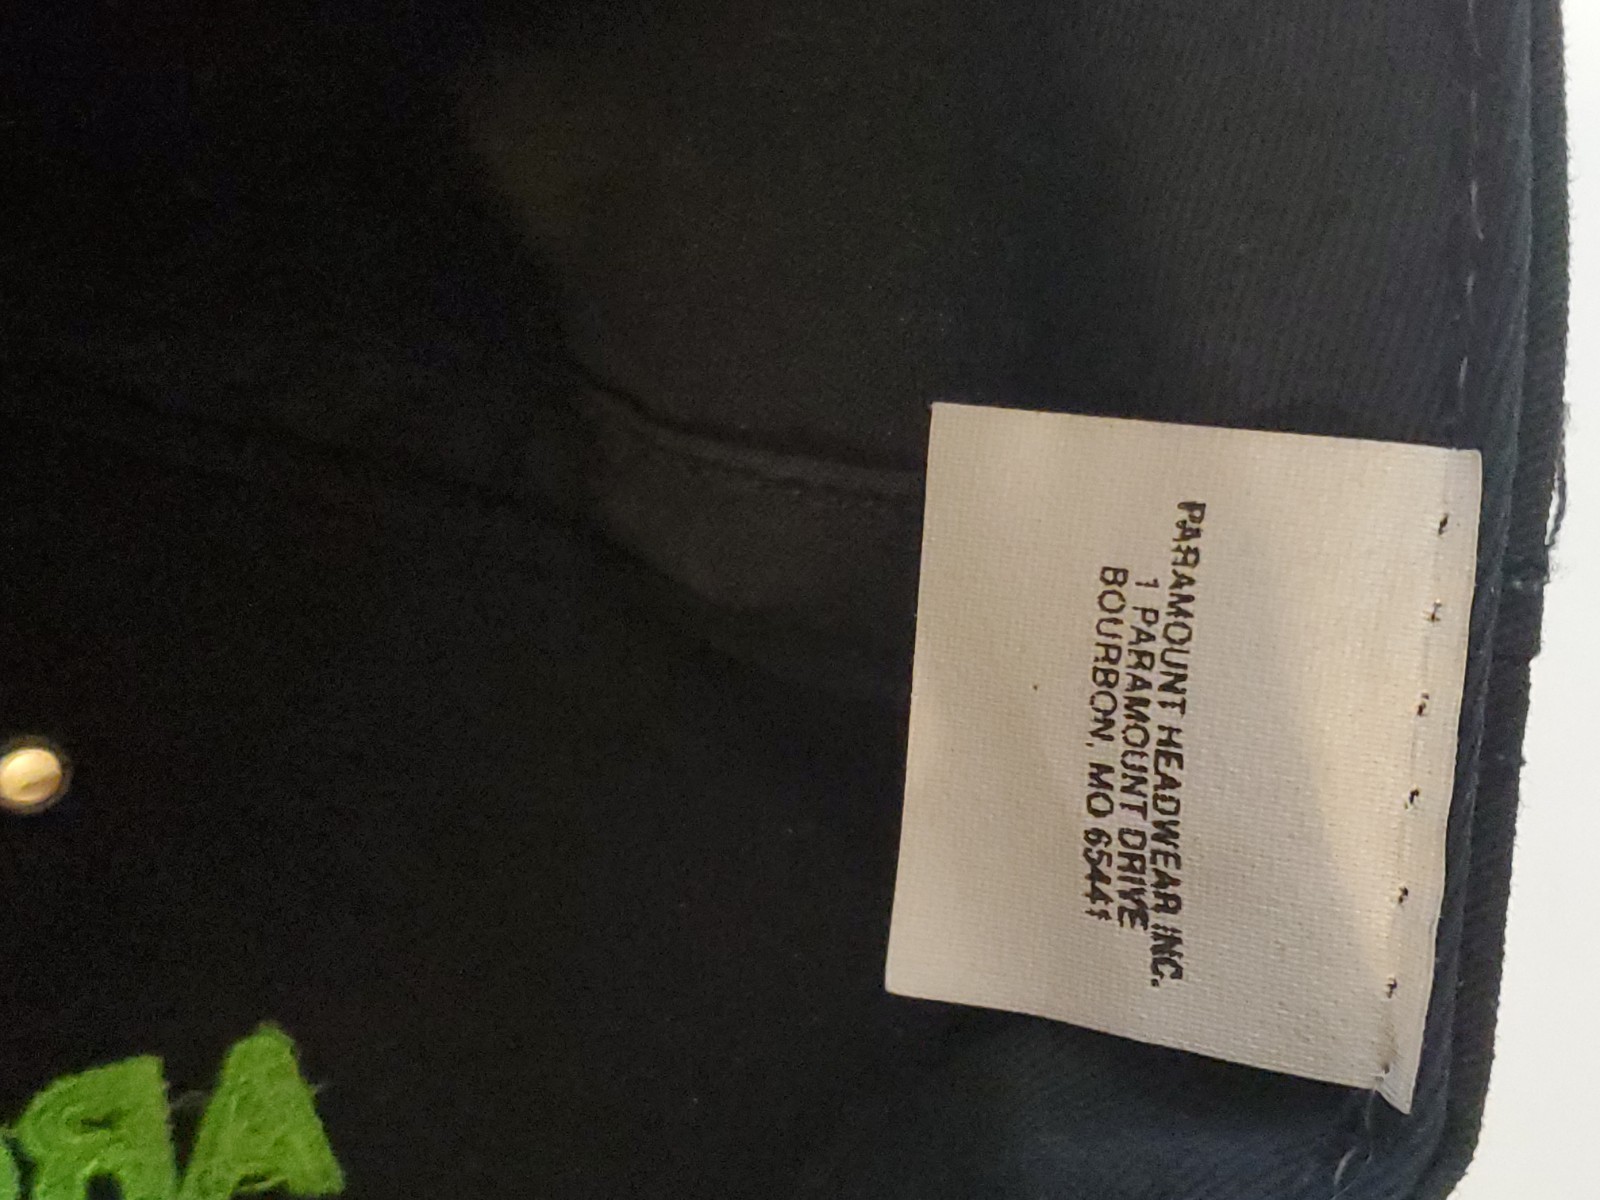 PARAMOUNT HEADWEAR INC.
1 PARAMOUNT DRIVE
BOURBON, MO 65441